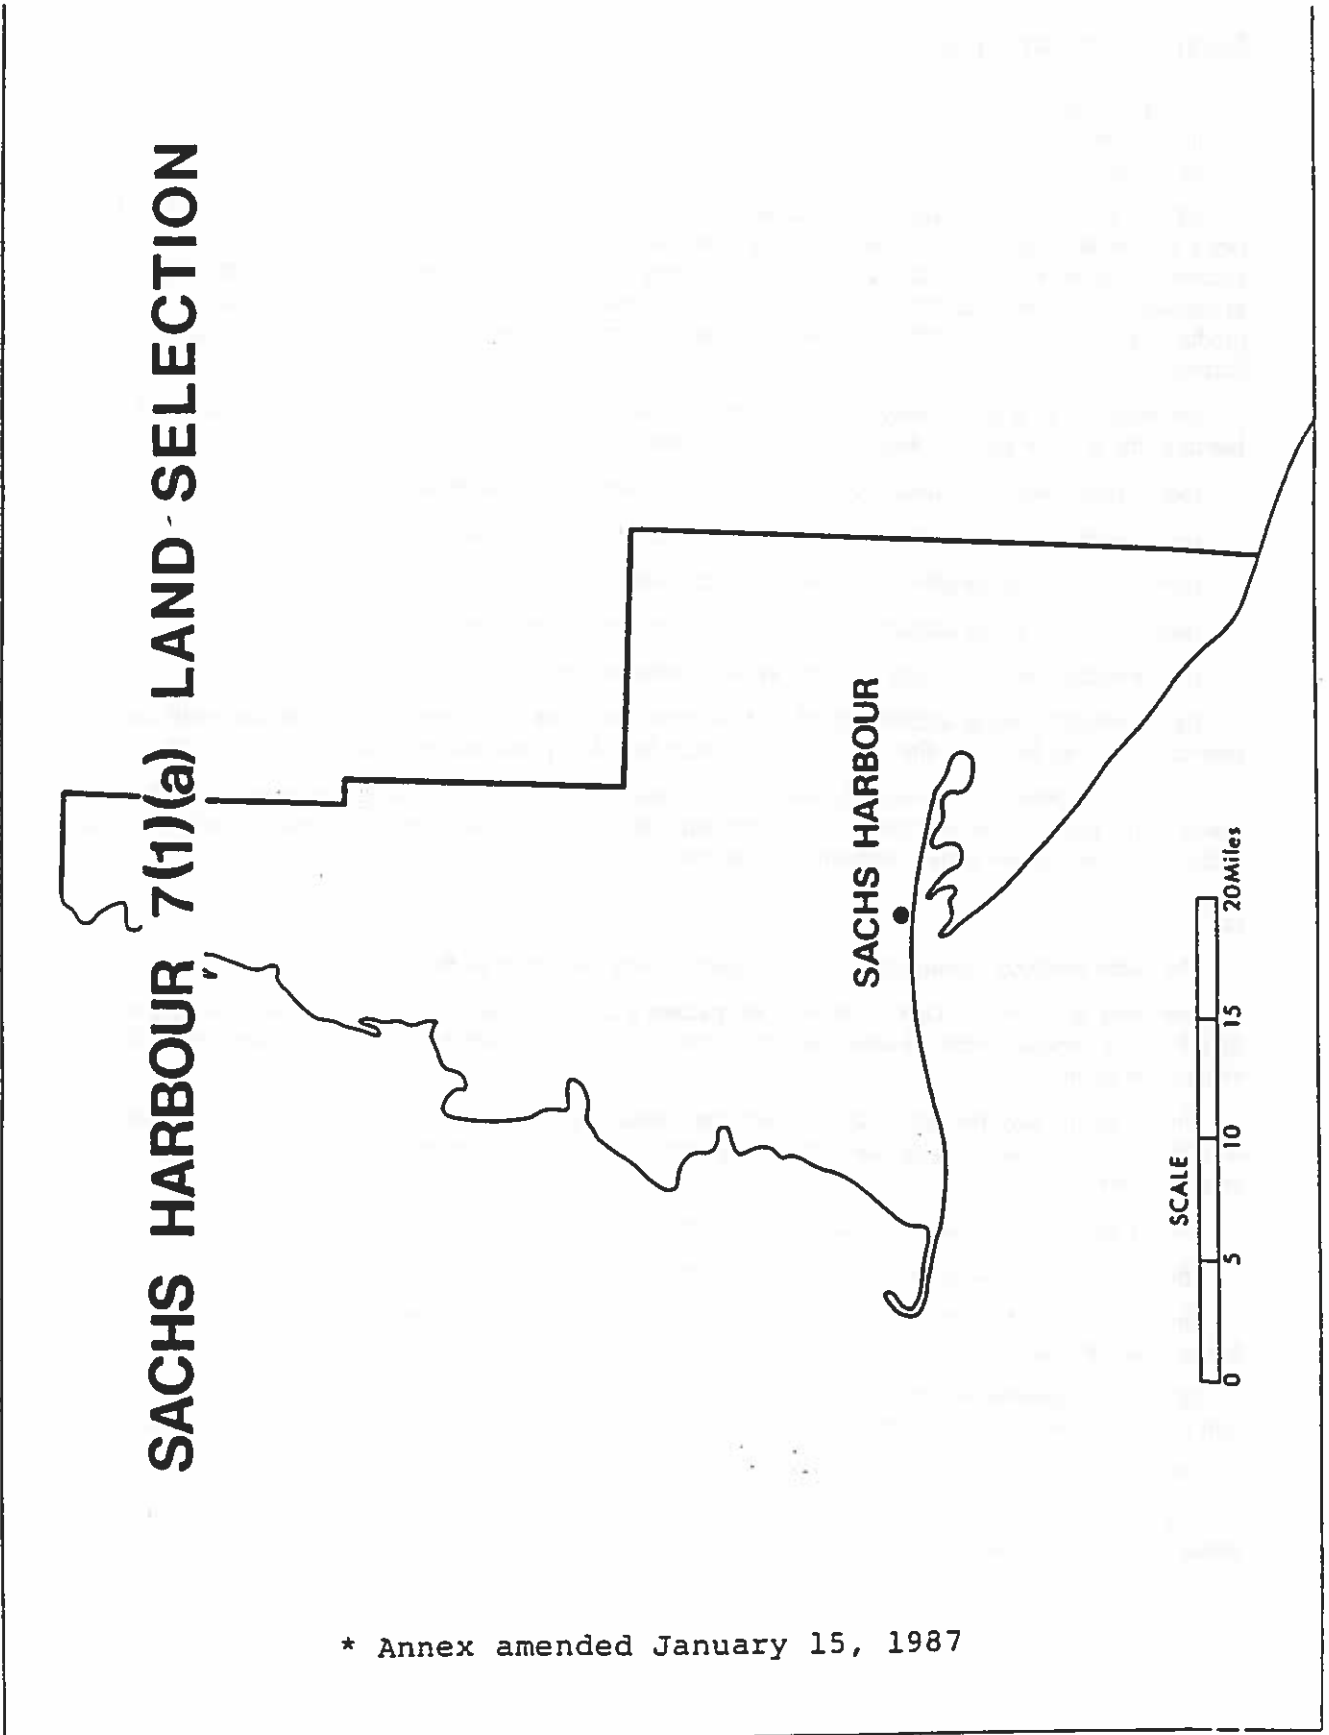 SACHS HARBOUR 7(1)(a) LAND SELECTION
SACHS HARBOUR
SCALE
0 5 10 15 20 Miles
* Annex amended January 15, 1987